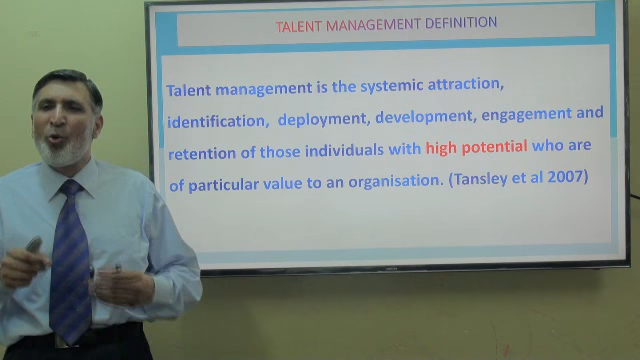 TALENT MANAGEMENT DEFINITION
Talent management is the systemic attraction,
identification, deployment, development, engagement and
retention of those individuals with high potential who are
of particular value to an organisation. (Tansley et al 2007)